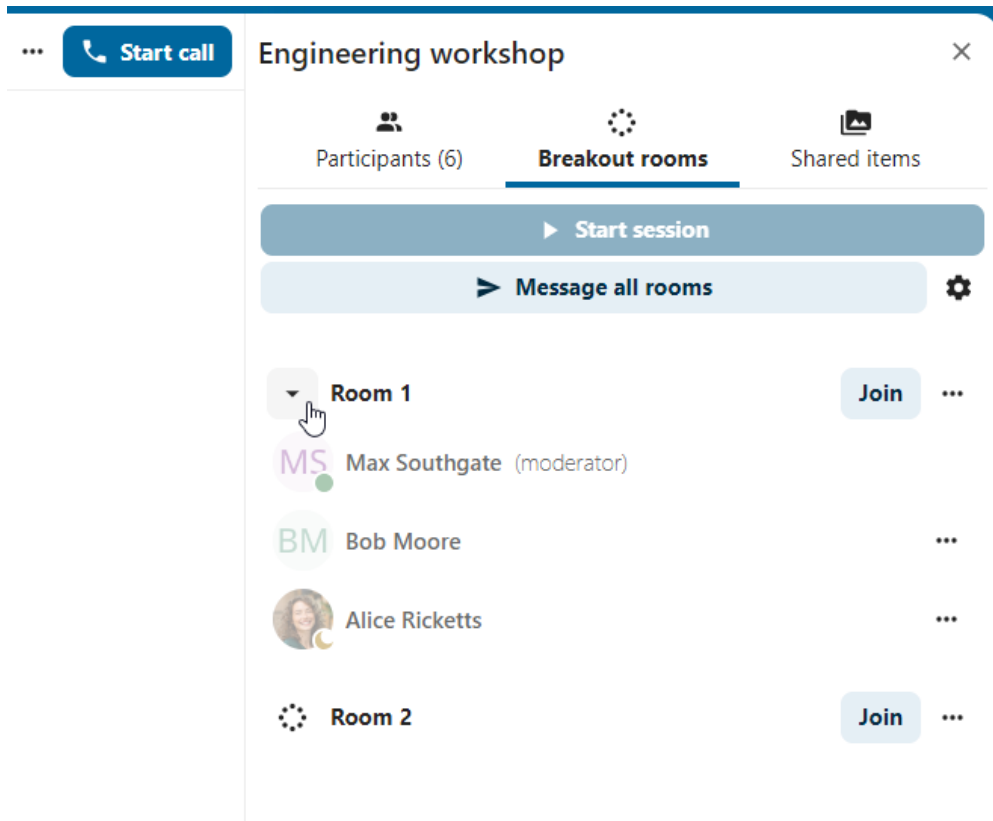 Start call
Engineering workshop
Participants (6)
Breakout rooms
Shared items
Start session
Message all rooms
Room 1
Join
MS
Max Southgate (moderator)
BM
Bob Moore
Alice Ricketts
Room 2
Join